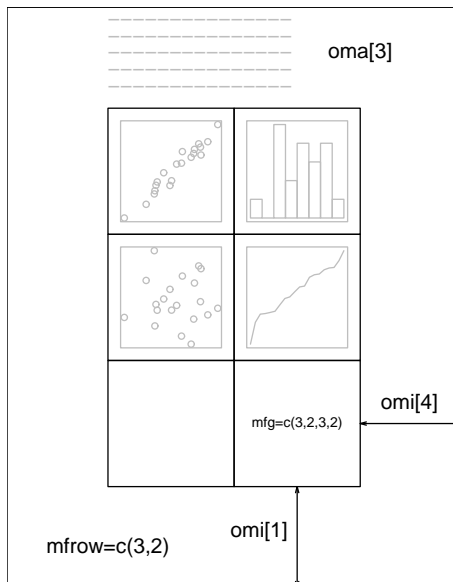 oma[3]
mfg=c(3,2,3,2)
omi[4]
omi[1]
mfrow=c(3,2)